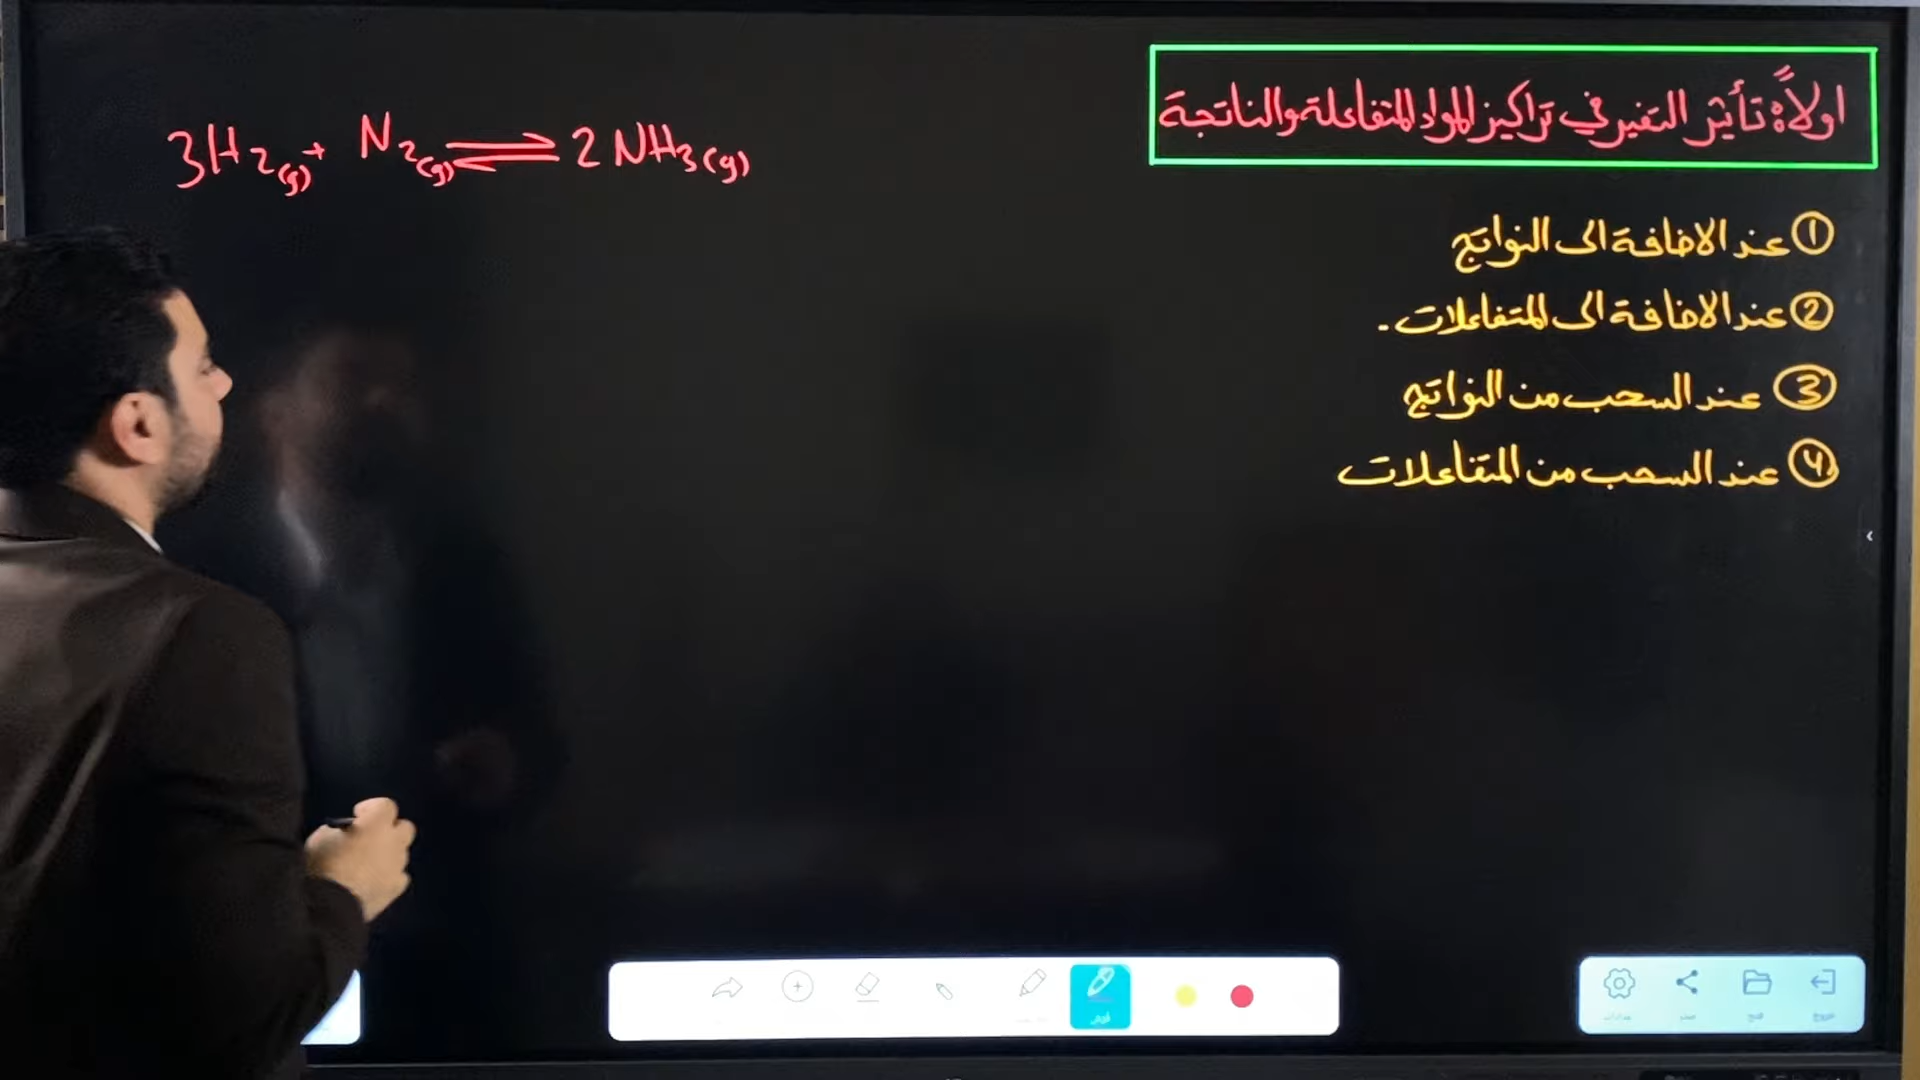 اولاً: تأثير التغير في تراكيز المواد المتفاعلة والناتجة
3H2(g) + N2(g) ⇌ 2NH3(g)
① عند الاضافة الى النواتج
② عند الاضافة الى المتفاعلات.
③ عند السحب من النواتج
④ عند السحب من المتفاعلات